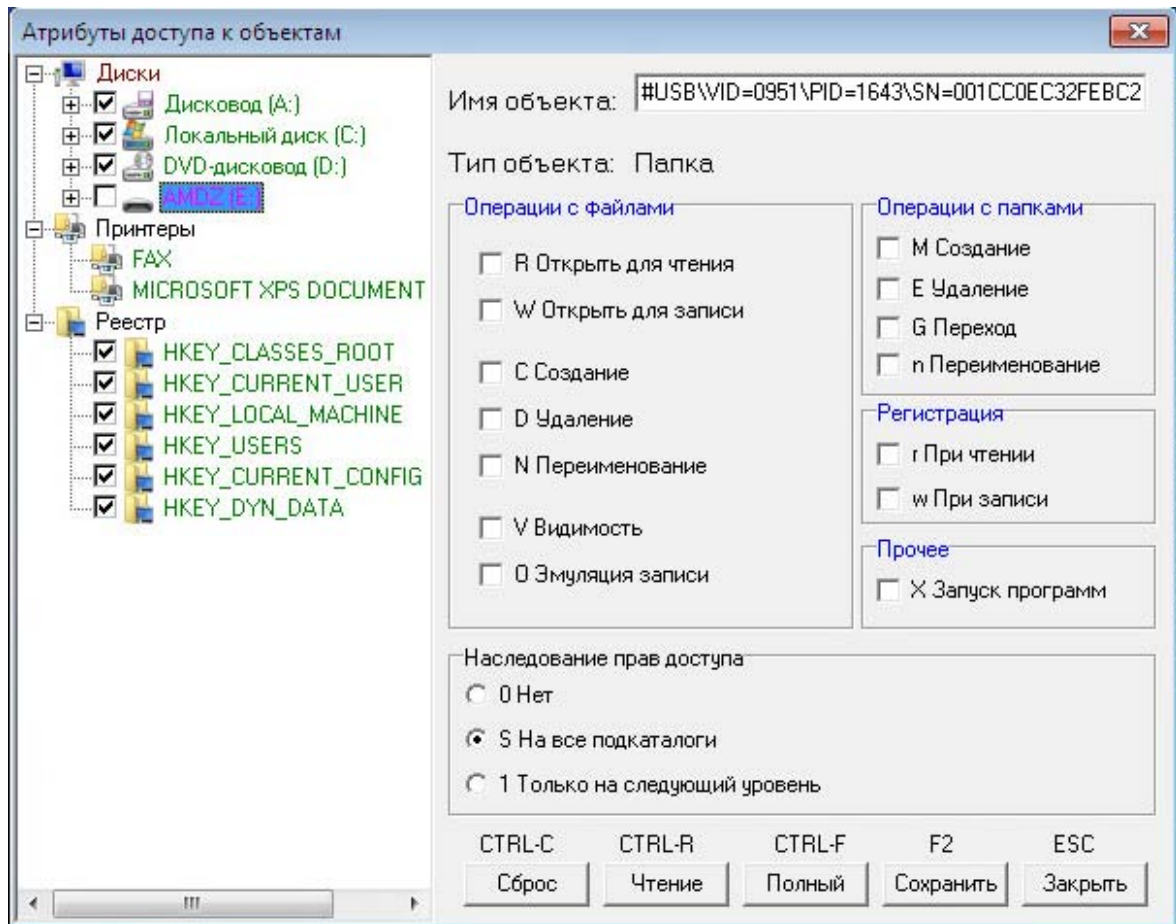 Атрибуты доступа к объектам
Диски
Дисковод (A:)
Локальный диск (C:)
DVD-дисковод (D:)
AMDZ (E:)
Принтеры
FAX
MICROSOFT XPS DOCUMENT
Реестр
HKEY_CLASSES_ROOT
HKEY_CURRENT_USER
HKEY_LOCAL_MACHINE
HKEY_USERS
HKEY_CURRENT_CONFIG
HKEY_DYN_DATA
Имя объекта: #USB\VID=0951\PID=1643\SN=001CC0EC32FEBC2
Тип объекта: Папка
Операции с файлами
R Открыть для чтения
W Открыть для записи
C Создание
D Удаление
N Переименование
V Видимость
O Эмуляция записи
Операции с папками
M Создание
E Удаление
G Переход
n Переименование
Регистрация
r При чтении
w При записи
Прочее
X Запуск программ
Наследование прав доступа
0 Нет
S На все подкаталоги
1 Только на следующий уровень
CTRL-C CTRL-R CTRL-F F2 ESC
Сброс Чтение Полный Сохранить Закрыть